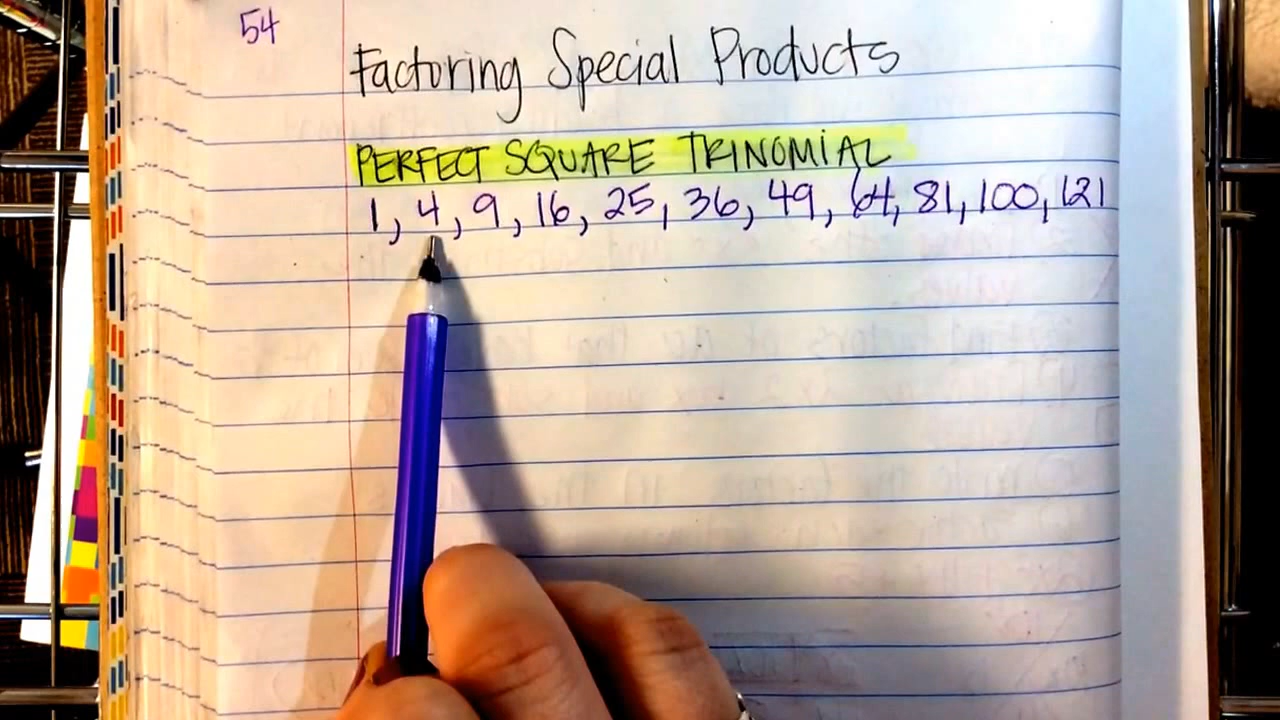 54
Factoring Special Products
PERFECT SQUARE TRINOMIAL
1, 4, 9, 16, 25, 36, 49, 64, 81, 100, 121